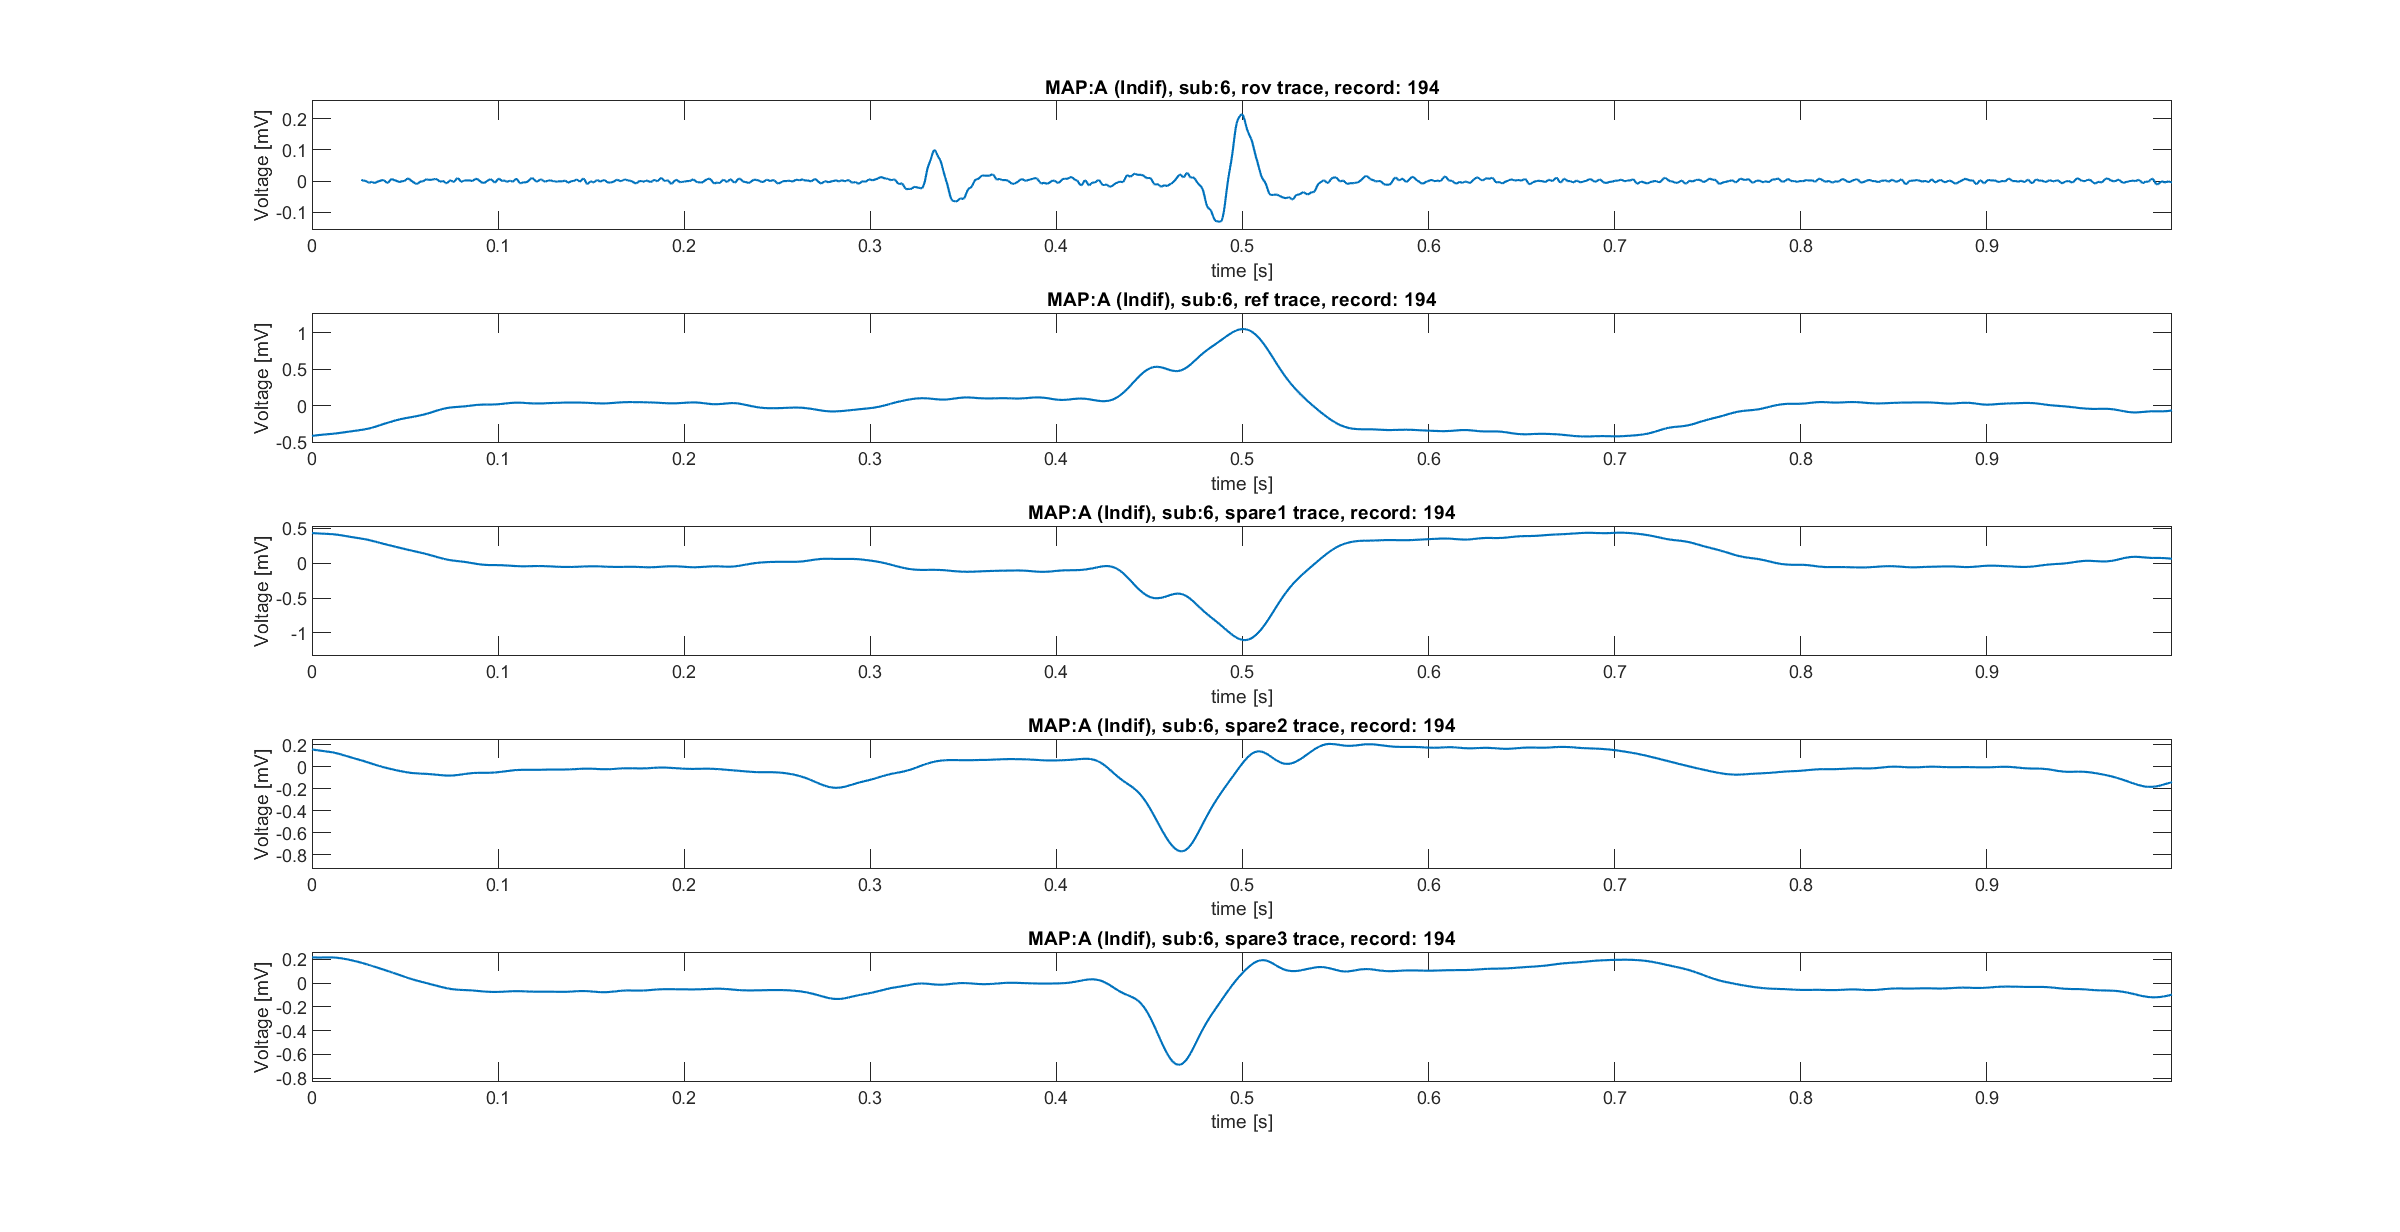 MAP:A (Indif), sub:6, rov trace, record: 194
Voltage [mV]
0.2
0.1
0
-0.1
0 0.1 0.2 0.3 0.4 0.5 0.6 0.7 0.8 0.9
time [s]
MAP:A (Indif), sub:6, ref trace, record: 194
Voltage [mV]
1
0.5
0
-0.5
0 0.1 0.2 0.3 0.4 0.5 0.6 0.7 0.8 0.9
time [s]
MAP:A (Indif), sub:6, spare1 trace, record: 194
Voltage [mV]
0.5
0
-0.5
-1
0 0.1 0.2 0.3 0.4 0.5 0.6 0.7 0.8 0.9
time [s]
MAP:A (Indif), sub:6, spare2 trace, record: 194
Voltage [mV]
0.2
0
-0.2
-0.4
-0.6
-0.8
0 0.1 0.2 0.3 0.4 0.5 0.6 0.7 0.8 0.9
time [s]
MAP:A (Indif), sub:6, spare3 trace, record: 194
Voltage [mV]
0.2
0
-0.2
-0.4
-0.6
-0.8
0 0.1 0.2 0.3 0.4 0.5 0.6 0.7 0.8 0.9
time [s]